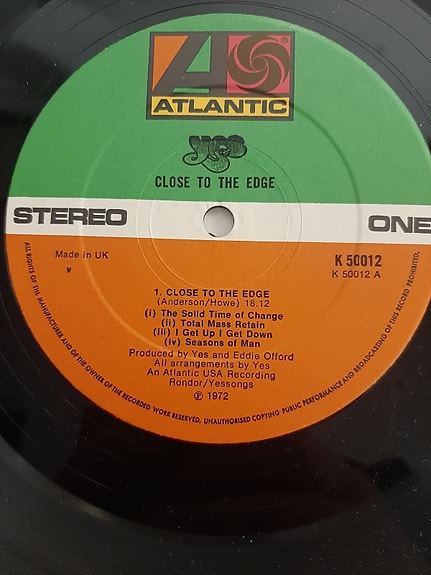 ®
ATLANTIC
yes
CLOSE TO THE EDGE
STEREO
ONE
Made in UK
v
K 50012
K 50012 A
1. CLOSE TO THE EDGE
(Anderson/Howe) 18.12
(i) The Solid Time of Change
(ii) Total Mass Retain
(iii) I Get Up I Get Down
(iv) Seasons of Man
Produced by Yes and Eddie Offord
All arrangements by Yes
An Atlantic USA Recording
Rondor/Yessongs
℗ 1972
ALL RIGHTS OF THE MANUFACTURER AND OF THE OWNER OF THE RECORDED WORK RESERVED, UNAUTHORISED COPYING PUBLIC PERFORMANCE AND BROADCASTING OF THIS RECORD PROHIBITED.